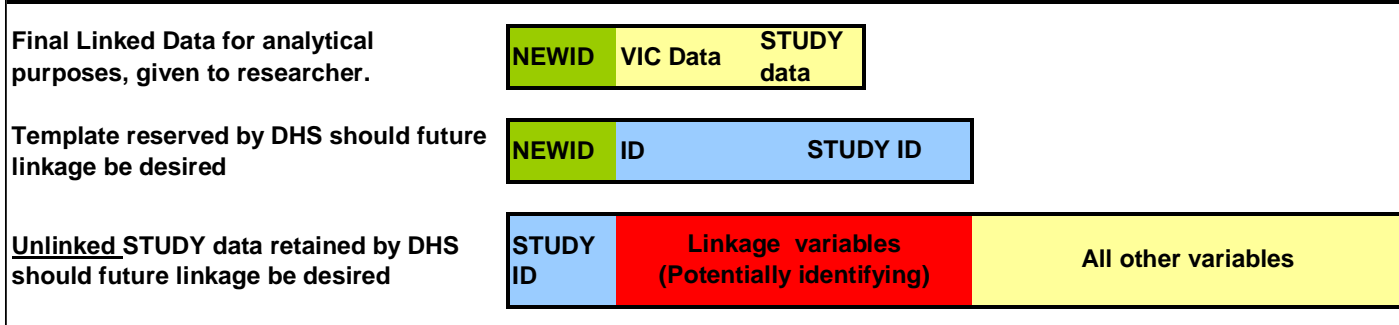 Final Linked Data for analytical
purposes, given to researcher.
NEWID VIC Data STUDY
data
Template reserved by DHS should future
linkage be desired
NEWID ID STUDY ID
Unlinked STUDY data retained by DHS
should future linkage be desired
STUDY
ID
Linkage variables
(Potentially identifying)
All other variables